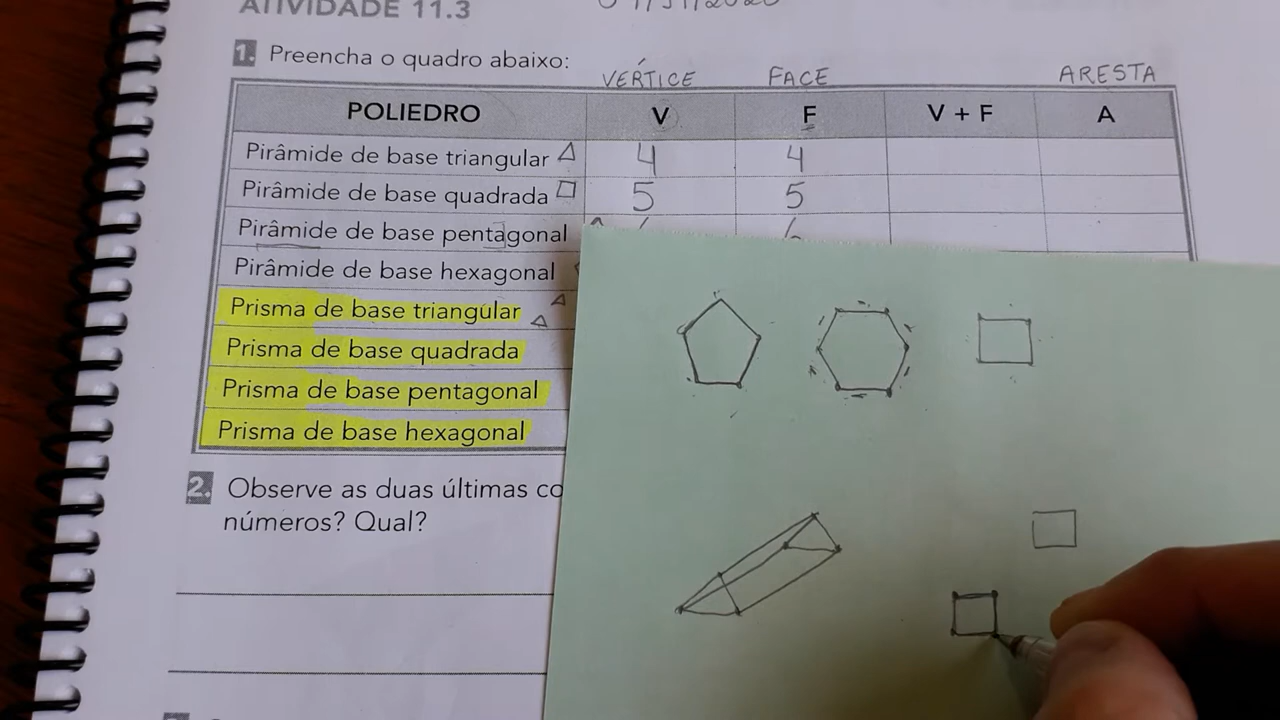 ATIVIDADE 11.3
1. Preencha o quadro abaixo:
VÉRTICE FACE ARESTA
POLIEDRO V F V + F A
Pirâmide de base triangular 4 4
Pirâmide de base quadrada 5 5
Pirâmide de base pentagonal
Pirâmide de base hexagonal
Prisma de base triangular
Prisma de base quadrada
Prisma de base pentagonal
Prisma de base hexagonal
2. Observe as duas últimas
números? Qual?